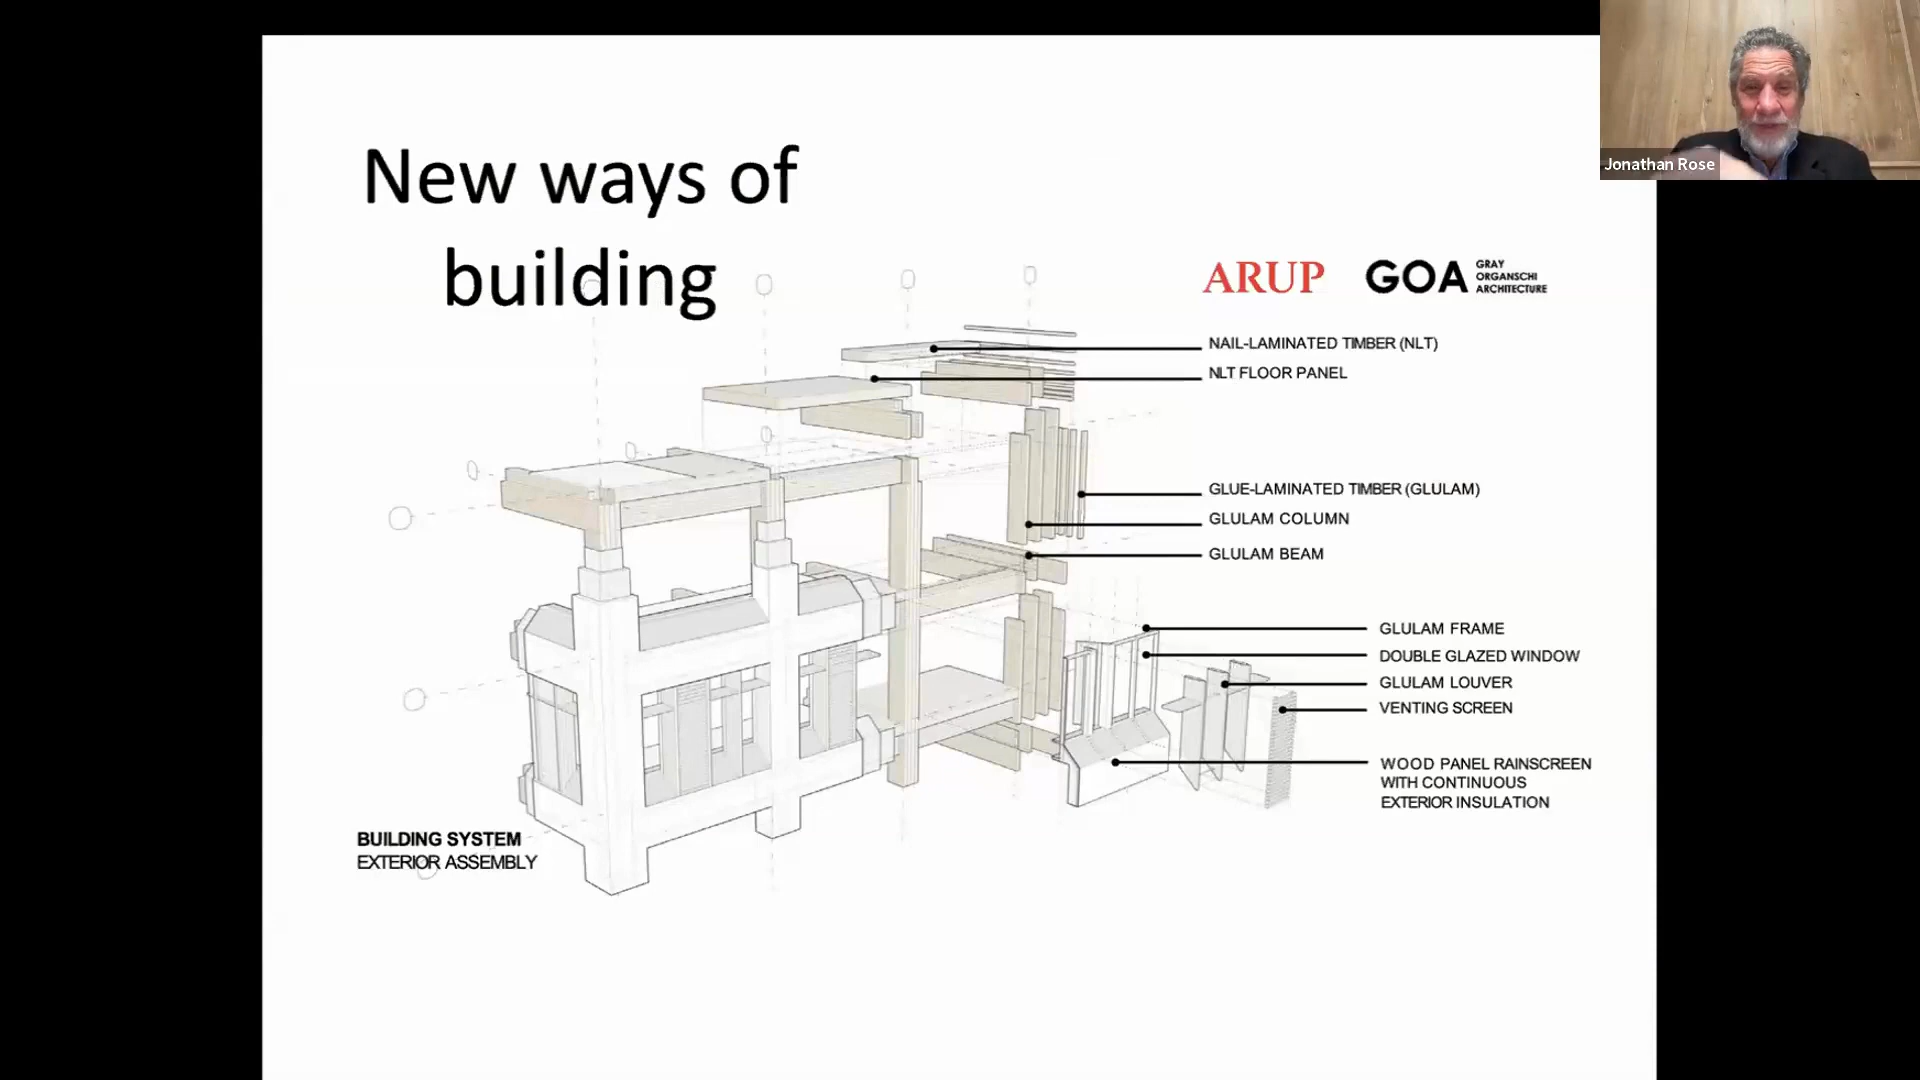 Jonathan Rose
New ways of
building
ARUP
GOA
GRAY
ORGANSCHI
ARCHITECTURE
NAIL-LAMINATED TIMBER (NLT)
NLT FLOOR PANEL
GLUE-LAMINATED TIMBER (GLULAM)
GLULAM COLUMN
GLULAM BEAM
GLULAM FRAME
DOUBLE GLAZED WINDOW
GLULAM LOUVER
VENTING SCREEN
WOOD PANEL RAINSCREEN
WITH CONTINUOUS
EXTERIOR INSULATION
BUILDING SYSTEM
EXTERIOR ASSEMBLY